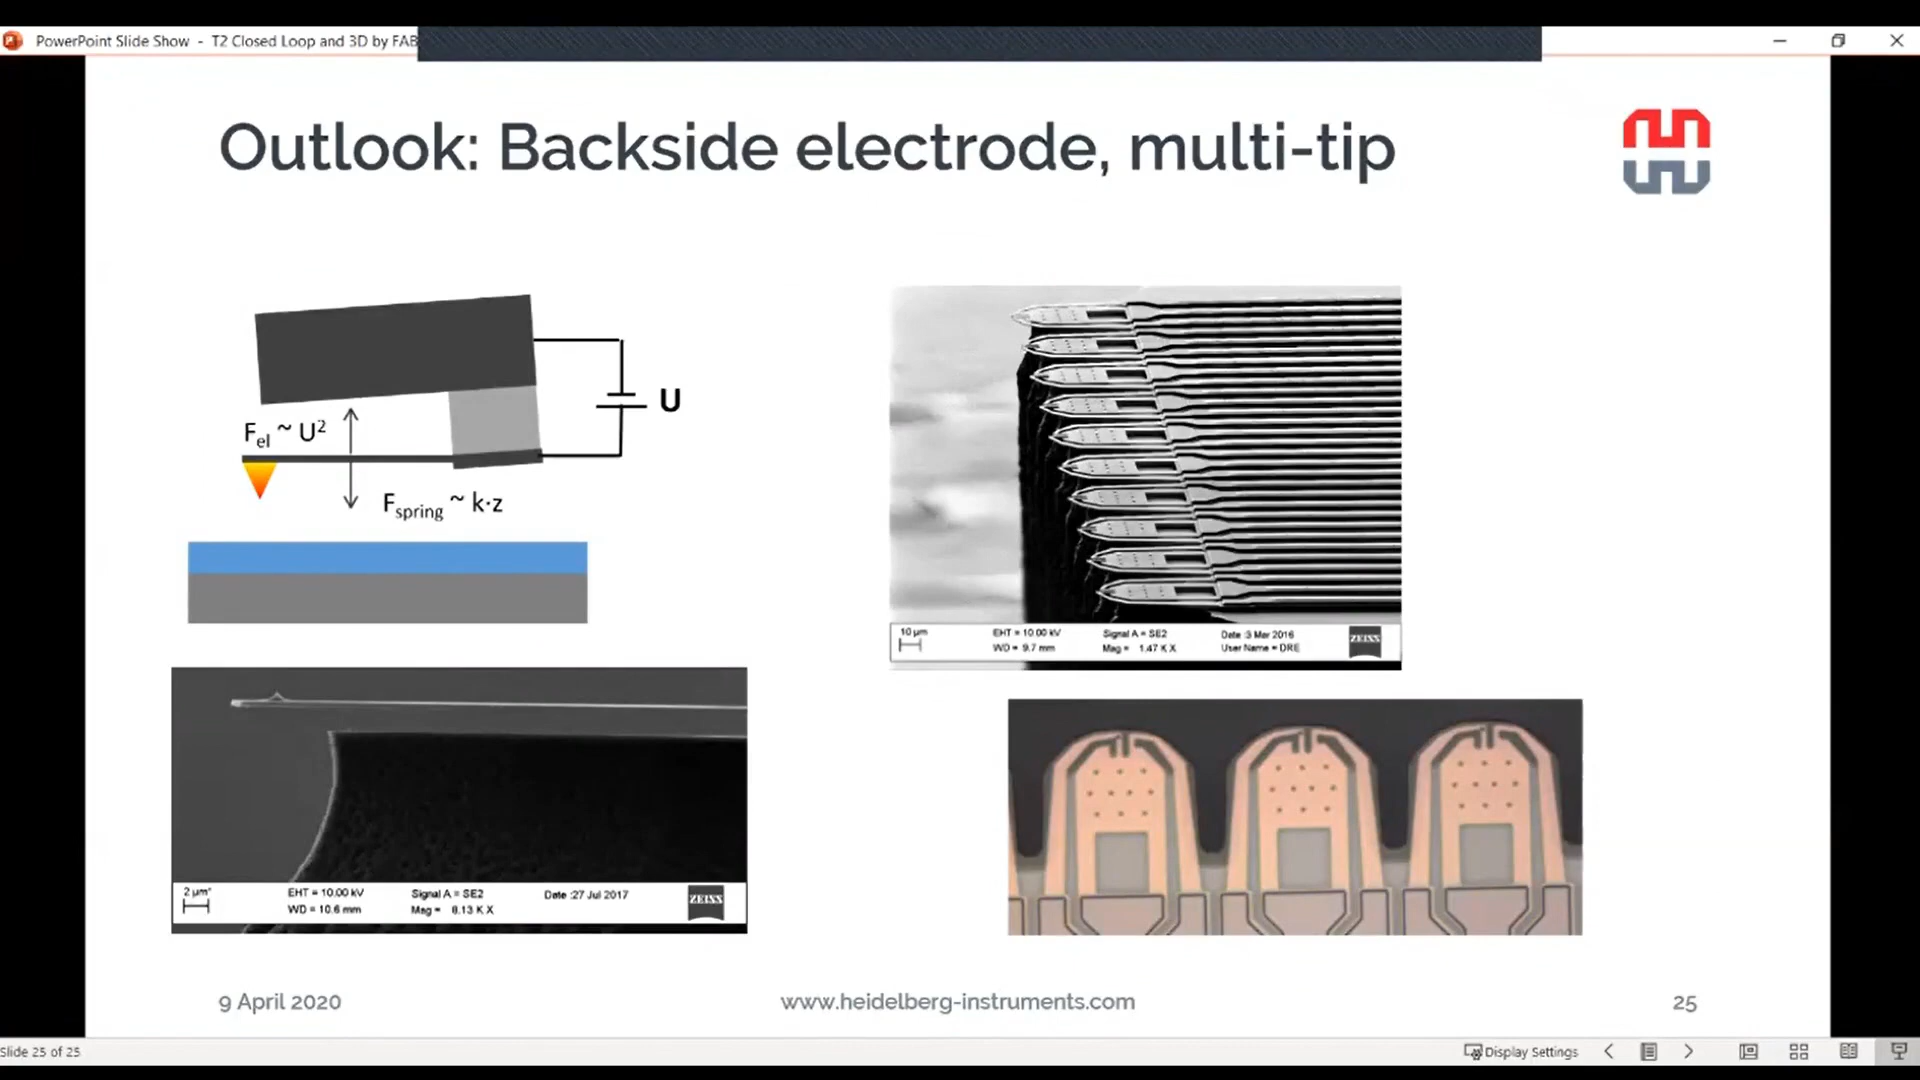 PowerPoint Slide Show - T2 Closed Loop and 3D by FAB
Outlook: Backside electrode, multi-tip
U
Fel ~ U²
Fspring ~ k·z
10 µm
EHT = 10.00 kV
Signal A = SE2
Date :3 Mar 2016
ZEISS
WD = 9.7 mm
Mag = 1.47 K X
User Name = DRE
2 µm*
EHT = 10.00 kV
Signal A = SE2
Date :27 Jul 2017
ZEISS
WD = 10.6 mm
Mag = 8.13 K X
9 April 2020
www.heidelberg-instruments.com
25
Slide 25 of 25
Display Settings